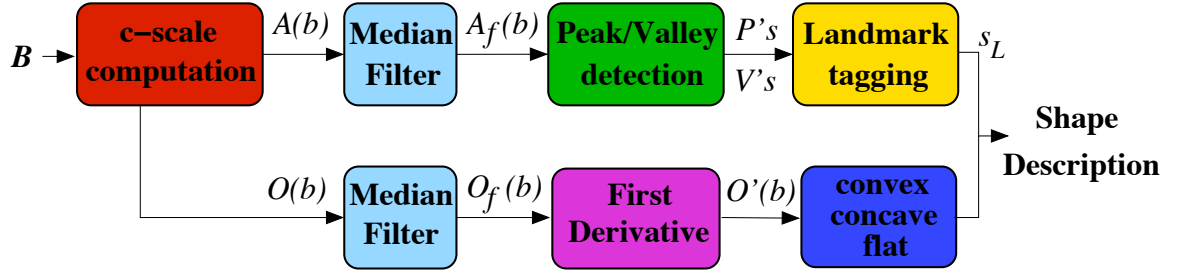 B
c-scale
computation
A(b)
Median
Filter
A_f(b)
Peak/Valley
detection
P's
V's
Landmark
tagging
s_L
Shape
Description
O(b)
Median
Filter
O_f(b)
First
Derivative
O'(b)
convex
concave
flat